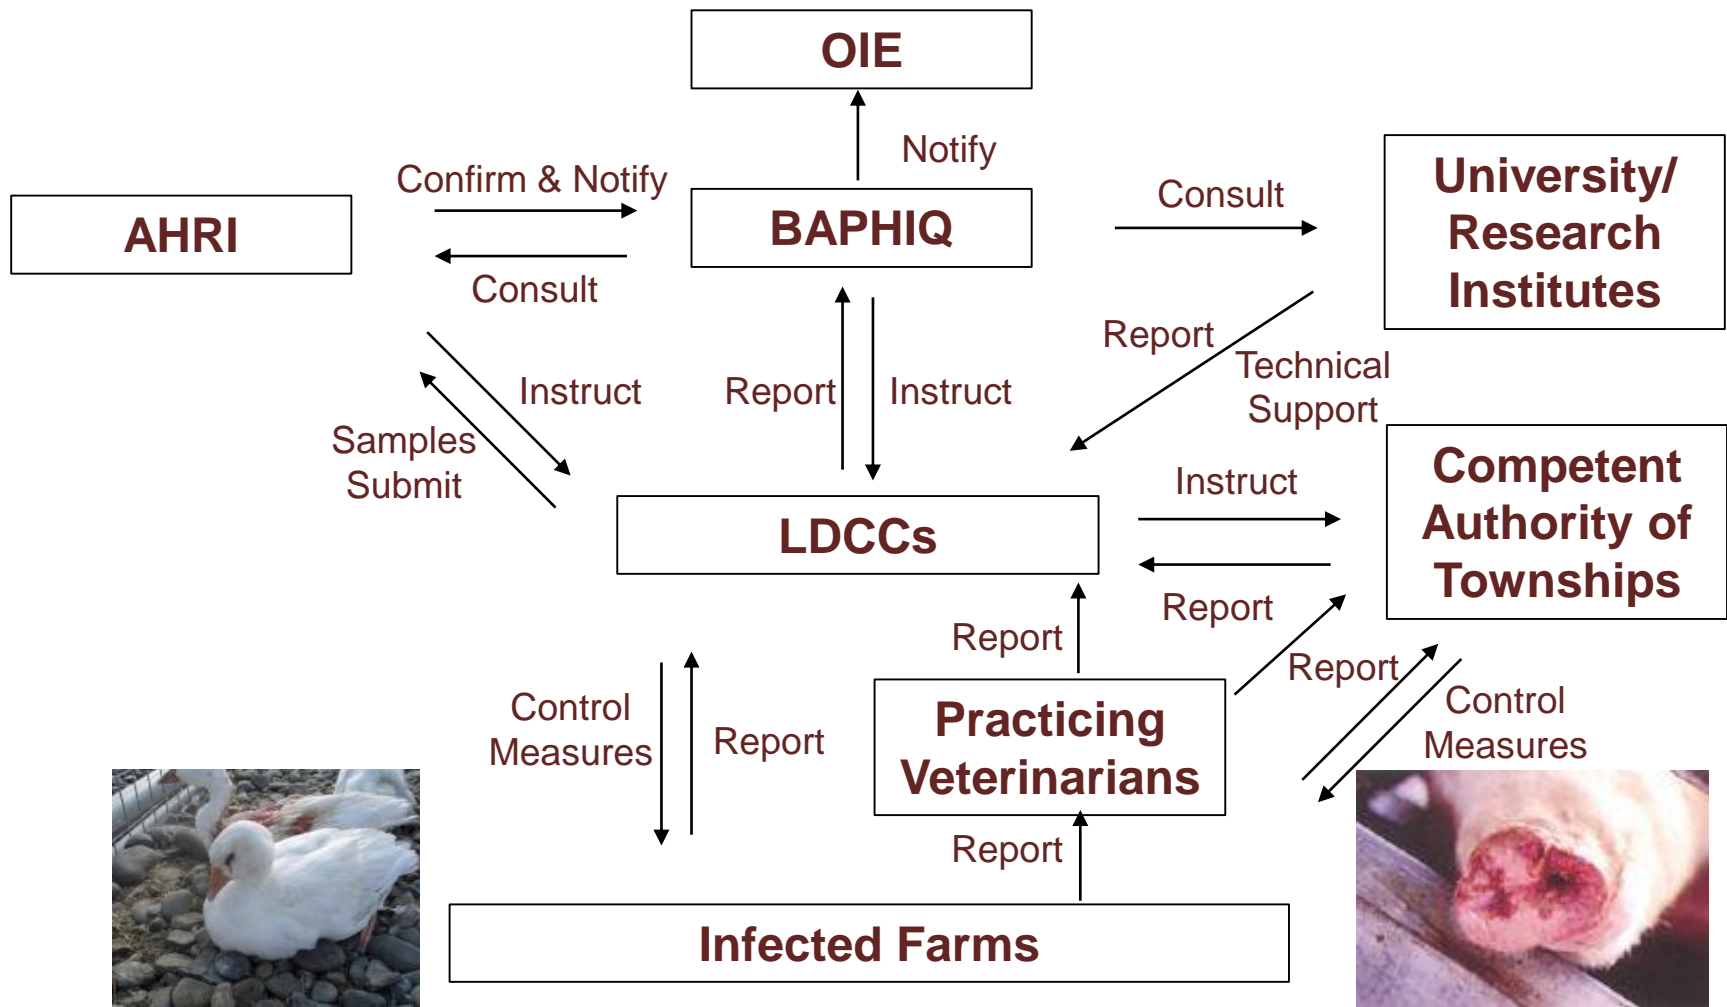 OIE
Notify
Confirm & Notify
AHRI
BAPHIQ
Consult
University/
Research
Institutes
Consult
Report
Technical
Support
Instruct
Report
Instruct
Samples
Submit
Competent
Authority of
Townships
Instruct
LDCCs
Report
Report
Report
Control
Measures
Report
Practicing
Veterinarians
Control
Measures
Report
Infected Farms